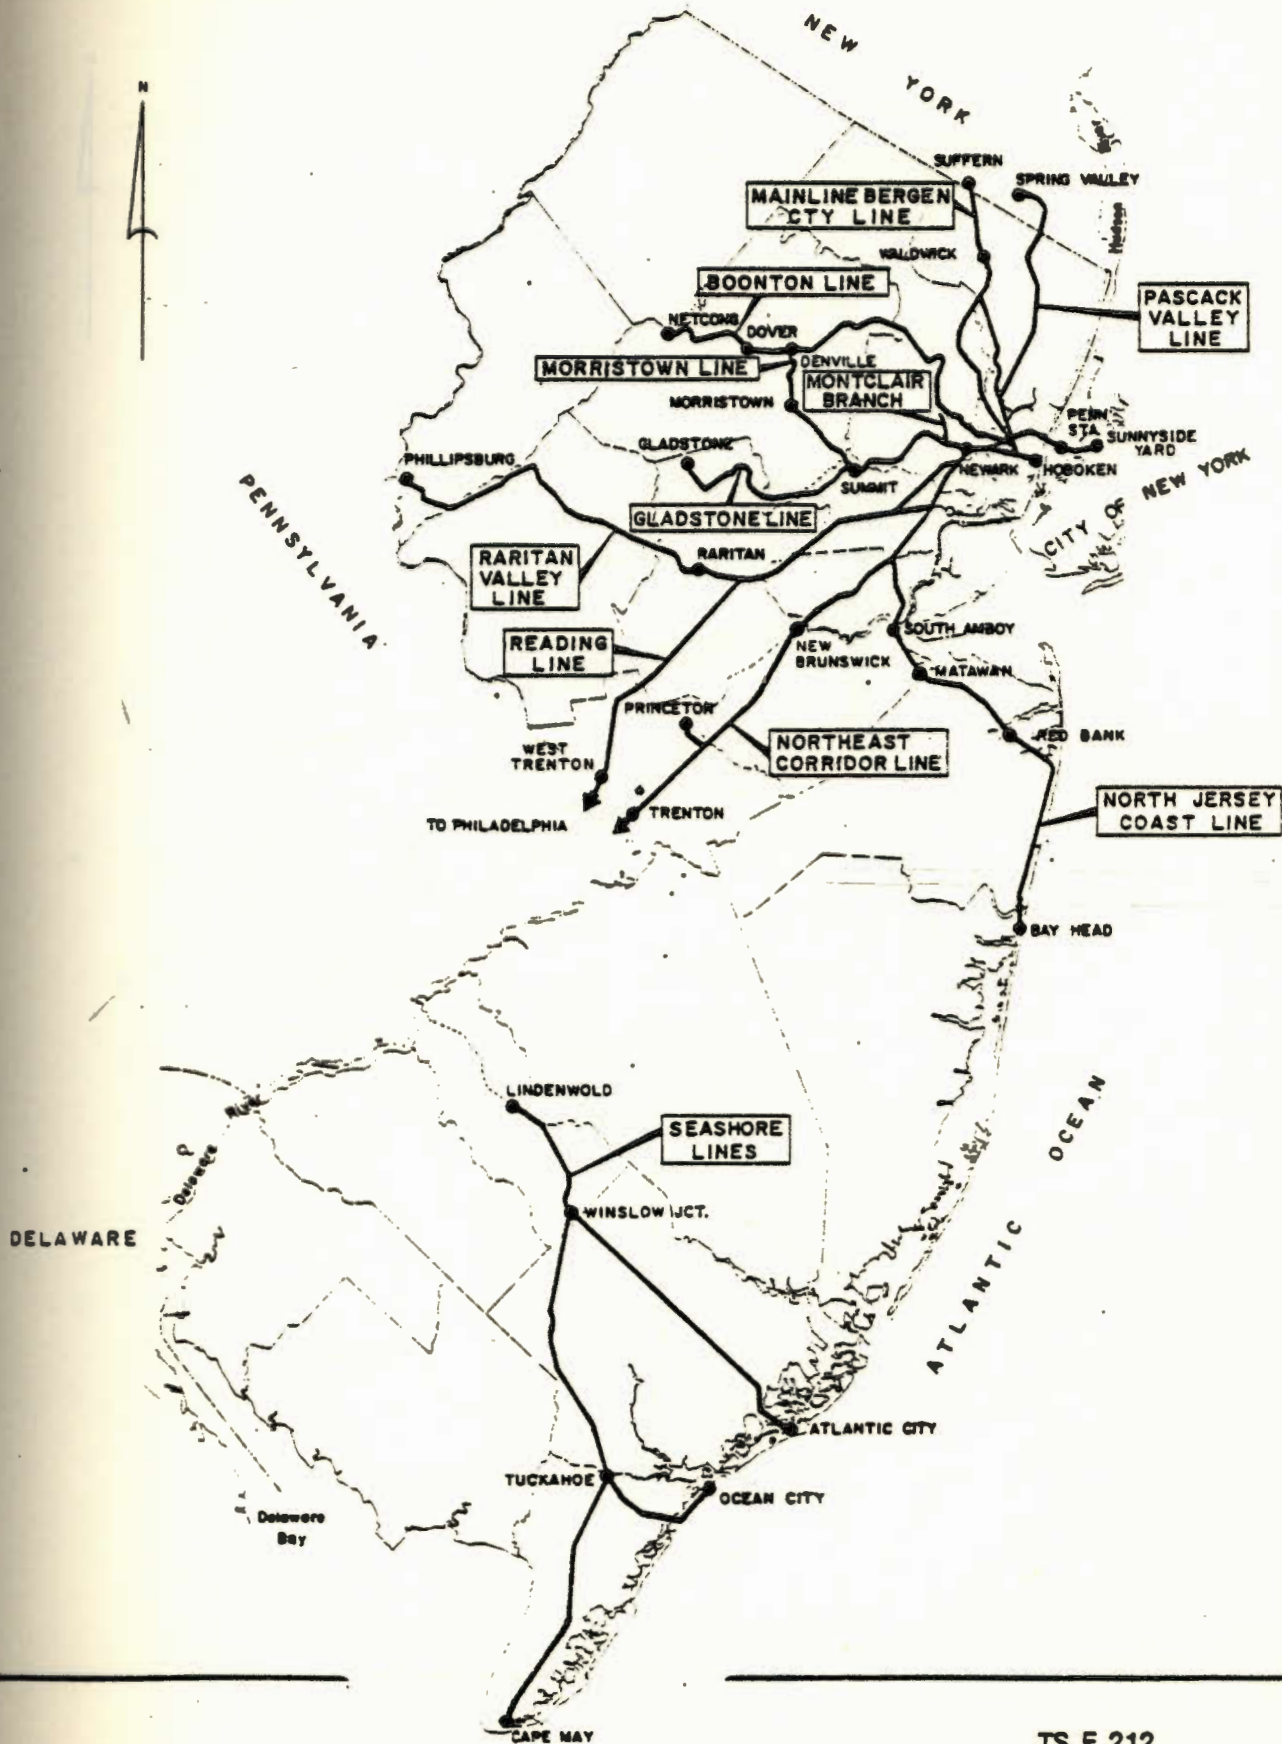 NEW YORK
N
SUFFERN
SPRING VALLEY
MAINLINE BERGEN
CTY LINE
Hudson
River
WALDWICK
BOONTON LINE
PASCACK
VALLEY
LINE
NETCONG
DOVER
MORRISTOWN LINE
DENVILLE
MONTCLAIR
BRANCH
MORRISTOWN
PENN
STA.
SUNNYSIDE
YARD
GLADSTONE
PHILLIPSBURG
SUMMIT
NEWARK
HOBOKEN
CITY OF NEW YORK
PENNSYLVANIA
GLADSTONE LINE
RARITAN
VALLEY
LINE
RARITAN
READING
LINE
NEW
BRUNSWICK
SOUTH AMBOY
MATAWAN
PRINCETON
RED BANK
WEST
TRENTON
NORTHEAST
CORRIDOR LINE
TO PHILADELPHIA
TRENTON
NORTH JERSEY
COAST LINE
BAY HEAD
LINDENWOLD
River
Delaware
SEASHORE
LINES
ATLANTIC OCEAN
WINSLOW JCT.
DELAWARE
ATLANTIC CITY
TUCKAHOE
OCEAN CITY
Delaware
Bay
CAPE MAY
TS E 212